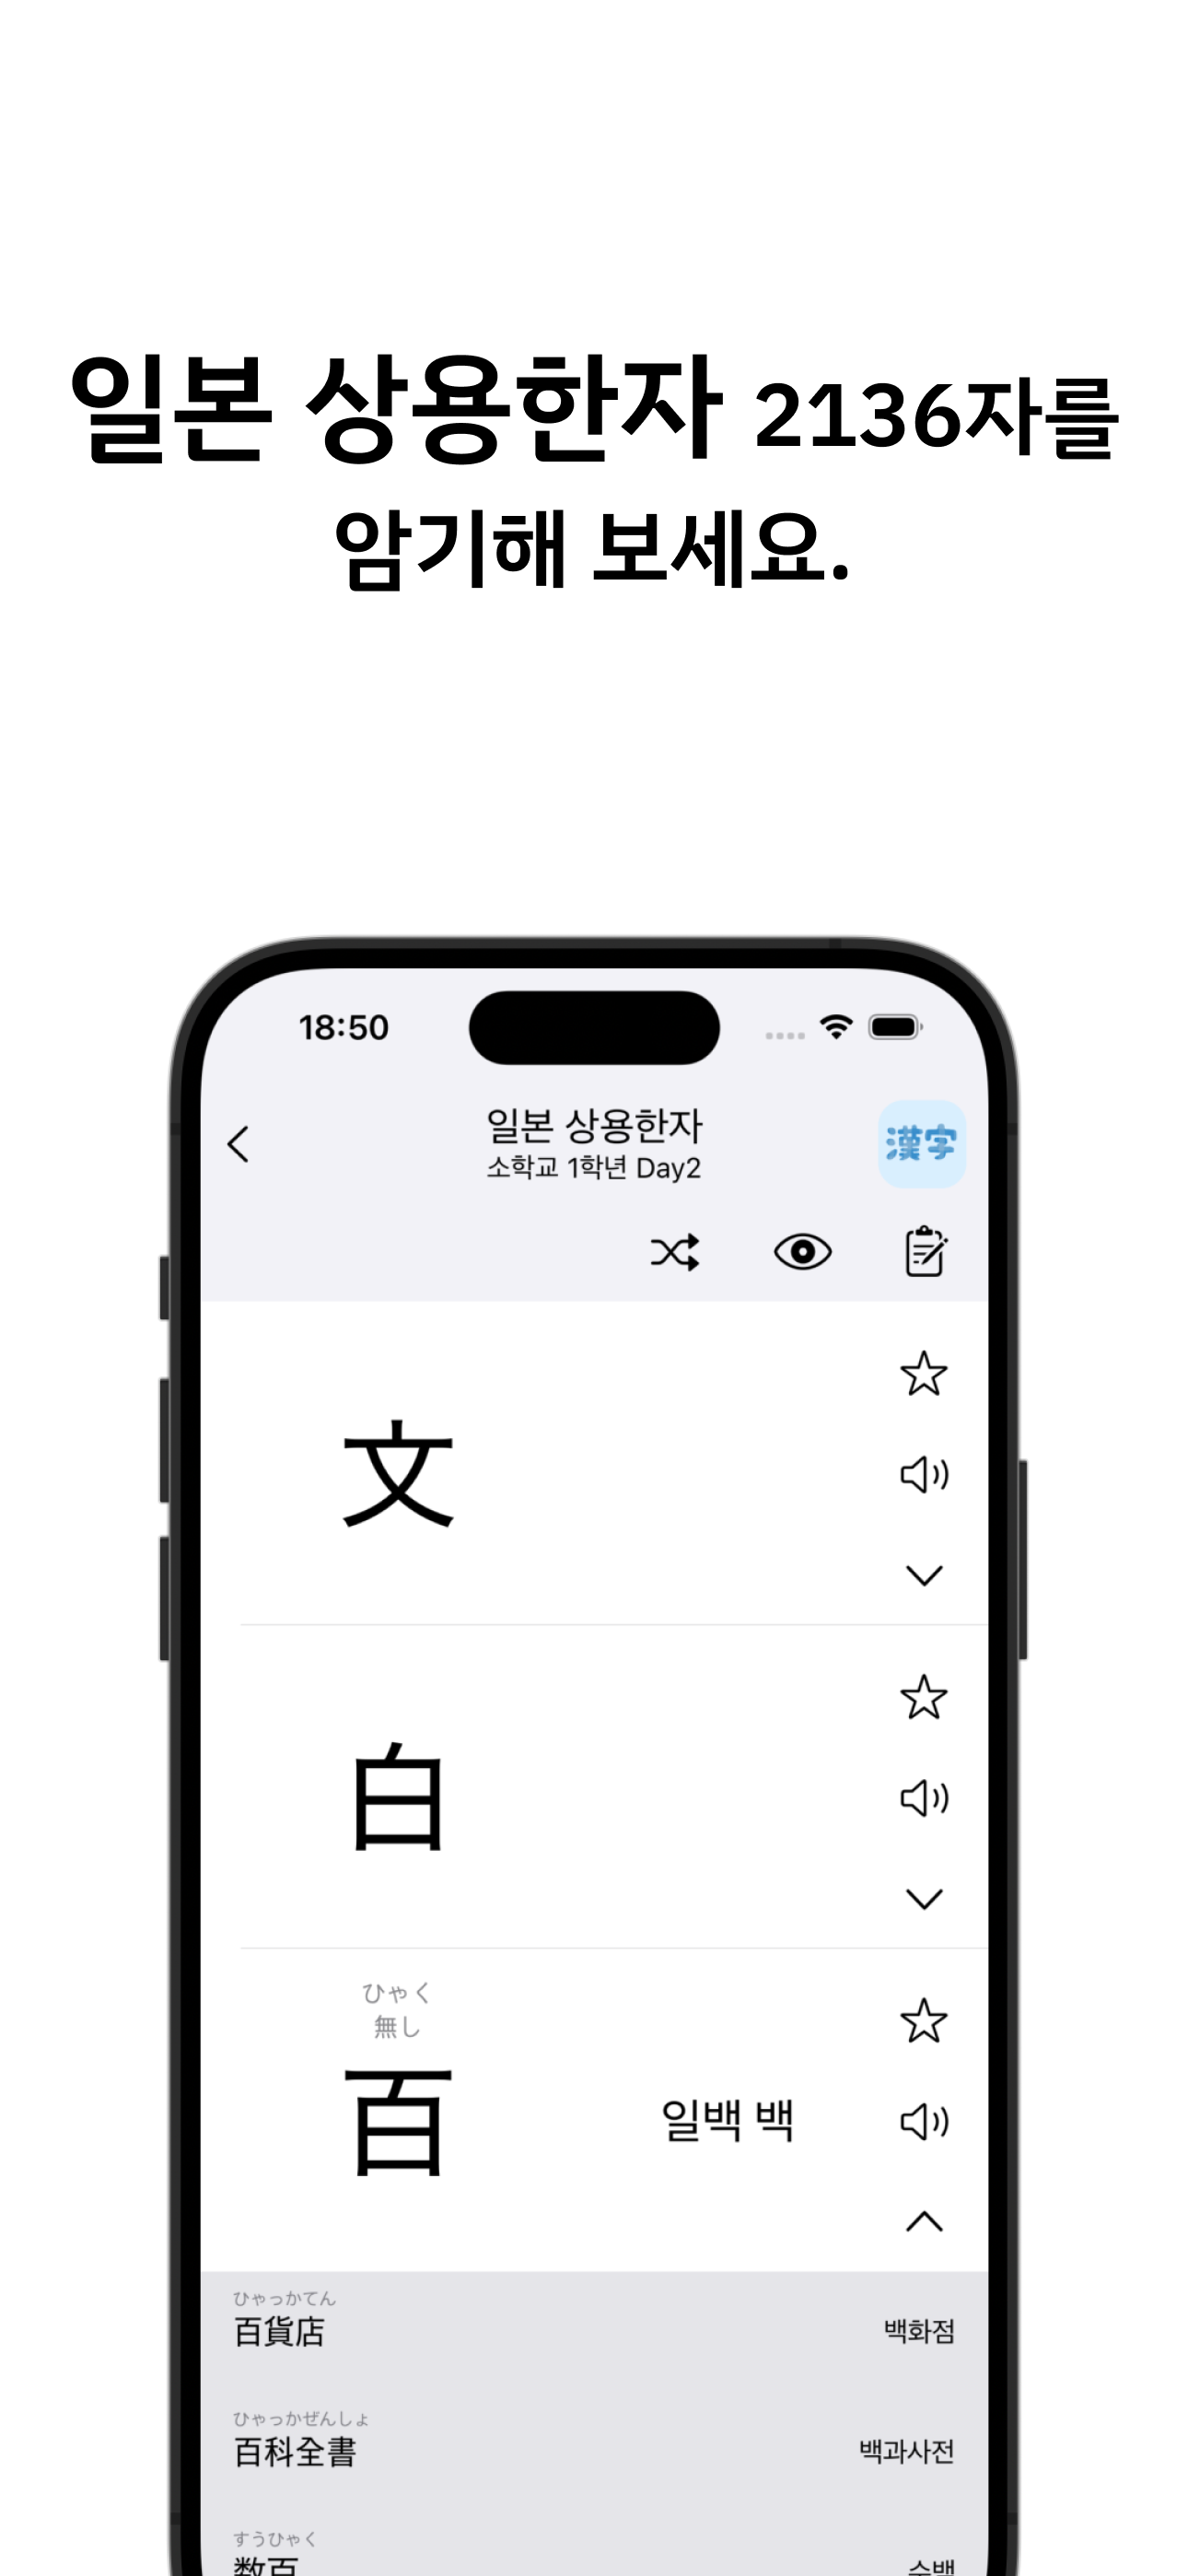 일본 상용한자 2136자를
암기해 보세요.
18:50
일본 상용한자
소학교 1학년 Day2
漢字
文
白
ひゃく
無し
百
일백 백
ひゃっかてん
百貨店
백화점
ひゃっかぜんしょ
百科全書
백과사전
すうひゃく
数百
수백